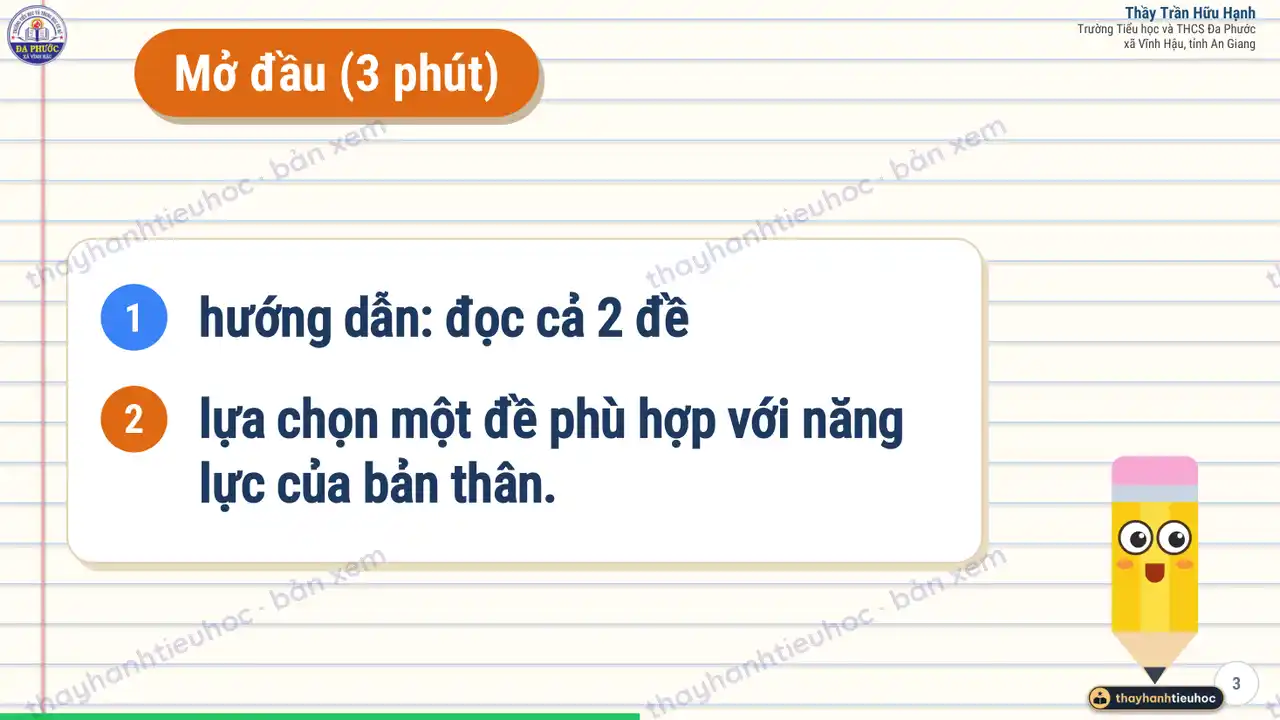 Thầy Trần Hữu Hạnh
Trường Tiểu học và THCS Đa Phước
xã Vĩnh Hậu, tỉnh An Giang
ĐA PHƯỚC
XÃ VĨNH HẬU
Mở đầu (3 phút)
thayhanhtieuhoc · bản xem
thayhanhtieuhoc · bản xem
1
hướng dẫn: đọc cả 2 đề
2
lựa chọn một đề phù hợp với năng
lực của bản thân.
thayhanhtieuhoc · bản xem
thayhanhtieuhoc · bản xem
thayhanhtieuhoc
3